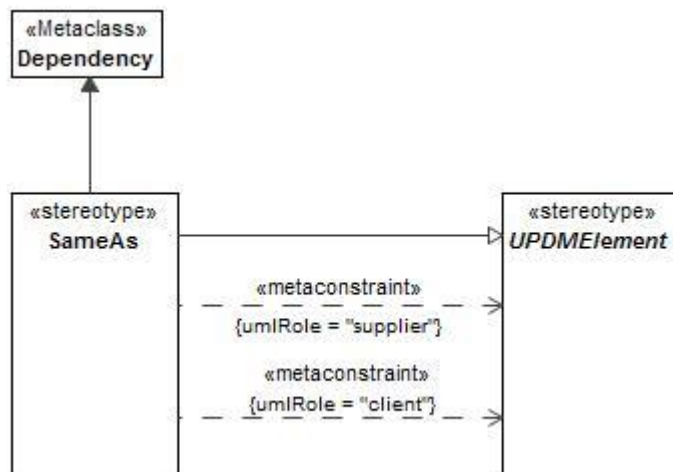 «Metaclass»
Dependency
«stereotype»
SameAs
«stereotype»
UPDMElement
«metaconstraint»
{umlRole = "supplier"}
«metaconstraint»
{umlRole = "client"}